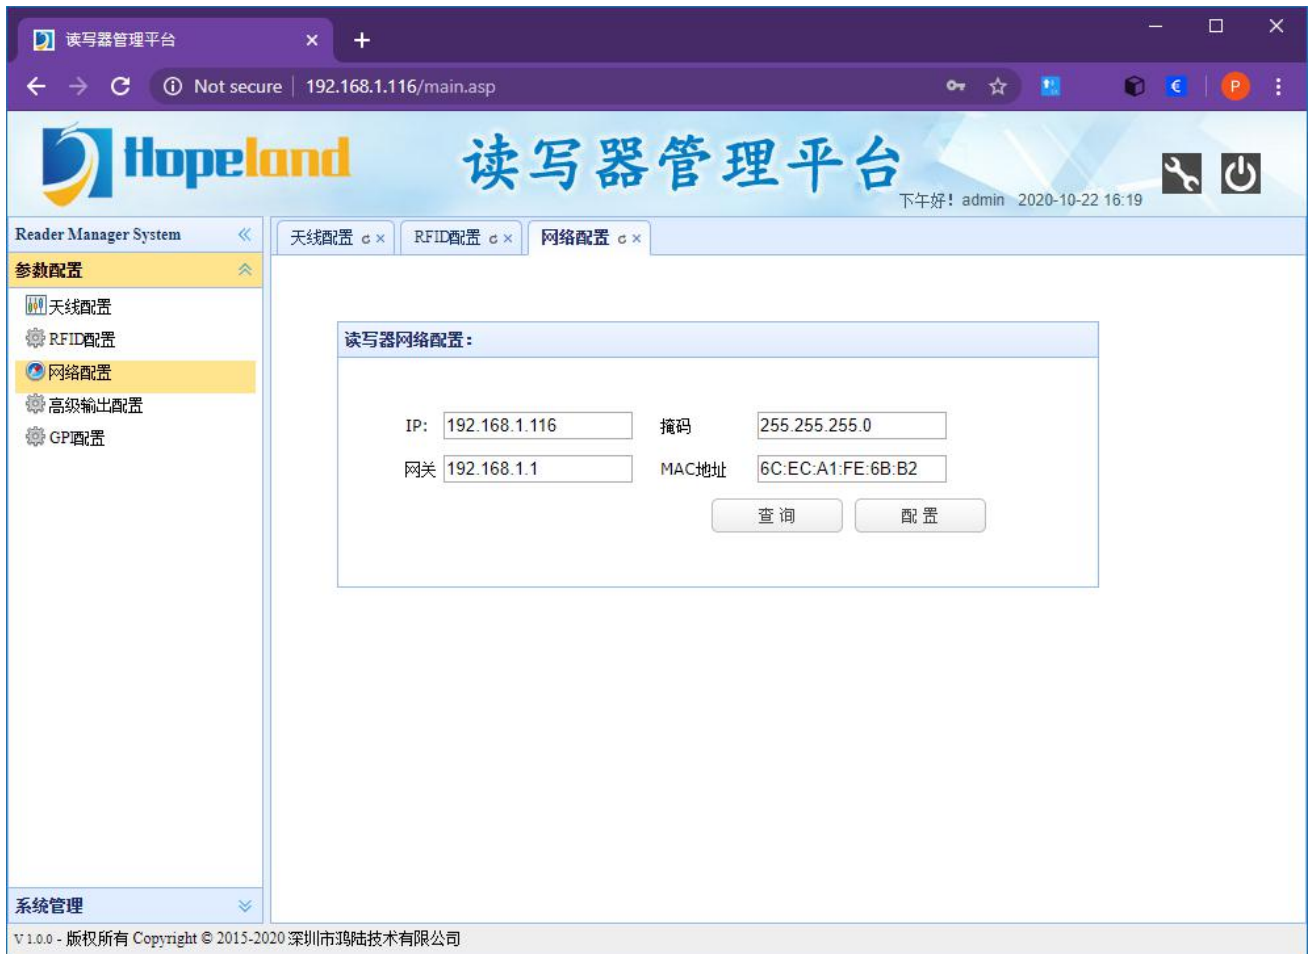 读写器管理平台
Not secure 192.168.1.116/main.asp
€ P
Hopeland 读写器管理平台
下午好！admin 2020-10-22 16:19
Reader Manager System
参数配置
天线配置
RFID配置
网络配置
高级输出配置
GPI配置
系统管理
天线配置 RFID配置 网络配置
读写器网络配置：
IP: 192.168.1.116 掩码 255.255.255.0
网关 192.168.1.1 MAC地址 6C:EC:A1:FE:6B:B2
查 询 配 置
V 1.0.0 - 版权所有 Copyright © 2015-2020 深圳市鸿陆技术有限公司